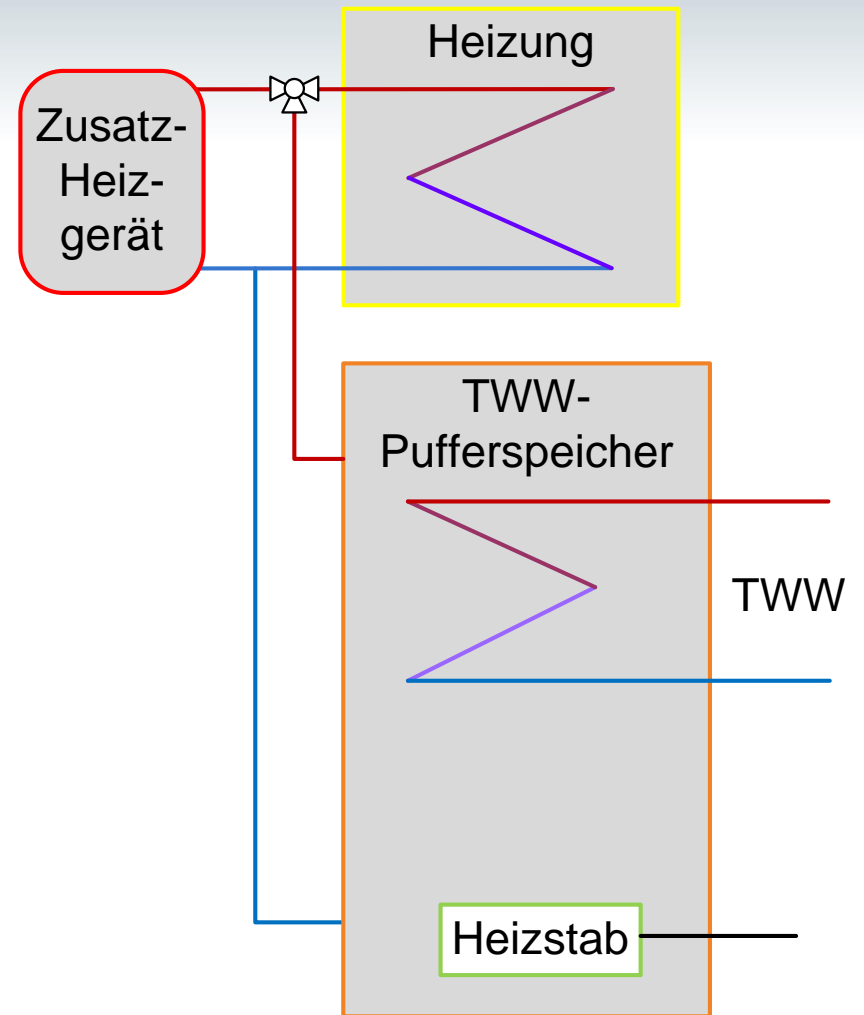 Heizung
Zusatz-
Heiz-
gerät
TWW-
Pufferspeicher
TWW
Heizstab